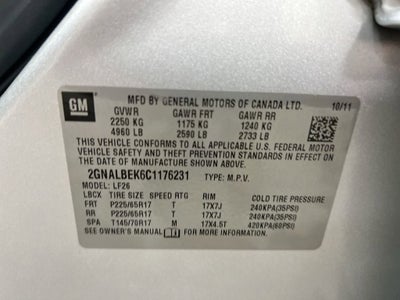 GM
MFD BY GENERAL MOTORS OF CANADA LTD. 10/11
GVWR GAWR FRT GAWR RR
2250 KG 1175 KG 1240 KG
4960 LB 2590 LB 2733 LB
THIS VEHICLE CONFORMS TO ALL APPLICABLE U.S. FEDERAL MOTOR
VEHICLE SAFETY, BUMPER, AND THEFT PREVENTION STANDARDS IN
EFFECT ON THE DATE OF MANUFACTURE SHOWN ABOVE.
2GNALBEK6C1176231 TYPE: M.P.V.
MODEL: LF26
LBCX TIRE SIZE SPEED RTG RIM COLD TIRE PRESSURE
FRT P225/65R17 T 17X7J 240KPA(35PSI)
RR P225/65R17 T 17X7J 240KPA(35PSI)
SPA T145/70R17 M 17X4.5T 420KPA(60PSI)
SEE OWNER'S MANUAL FOR MORE INFORMATION.